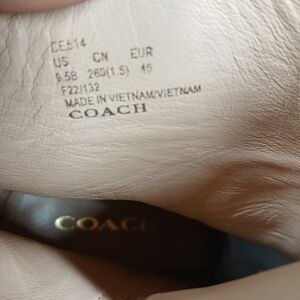 CE514
US CN EUR
9.5B 260(1.5) 40
F22/132
MADE IN VIETNAM/VIETNAM
COACH
COACH